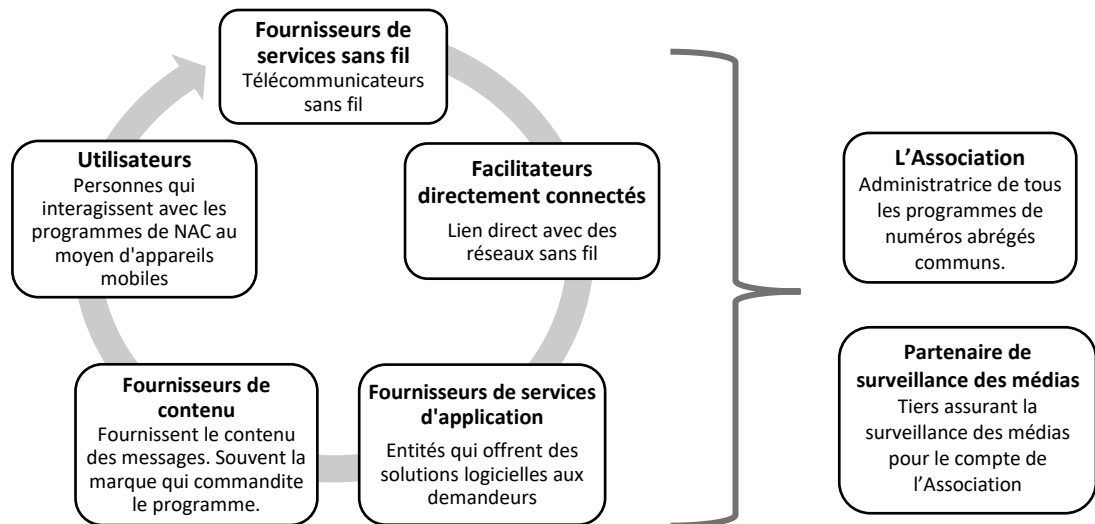 Fournisseurs de
services sans fil
Télécommunicateurs
sans fil
Facilitateurs
directement connectés
Lien direct avec des
réseaux sans fil
Fournisseurs de services
d'application
Entités qui offrent des
solutions logicielles aux
demandeurs
Fournisseurs de
contenu
Fournissent le contenu
des messages. Souvent la
marque qui commandite
le programme.
Utilisateurs
Personnes qui
interagissent avec les
programmes de NAC au
moyen d'appareils
mobiles
L’Association
Administratrice de tous
les programmes de
numéros abrégés
communs.
Partenaire de
surveillance des médias
Tiers assurant la
surveillance des médias
pour le compte de
l’Association